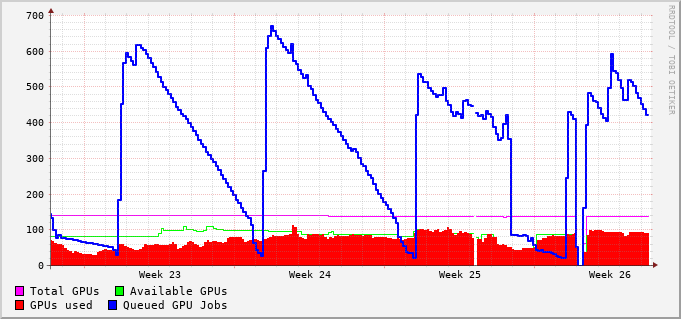 700
600
500
400
300
200
100
0
Week 23 Week 24 Week 25 Week 26
Total GPUs Available GPUs
GPUs used Queued GPU Jobs
RRDTOOL / TOBI OETIKER